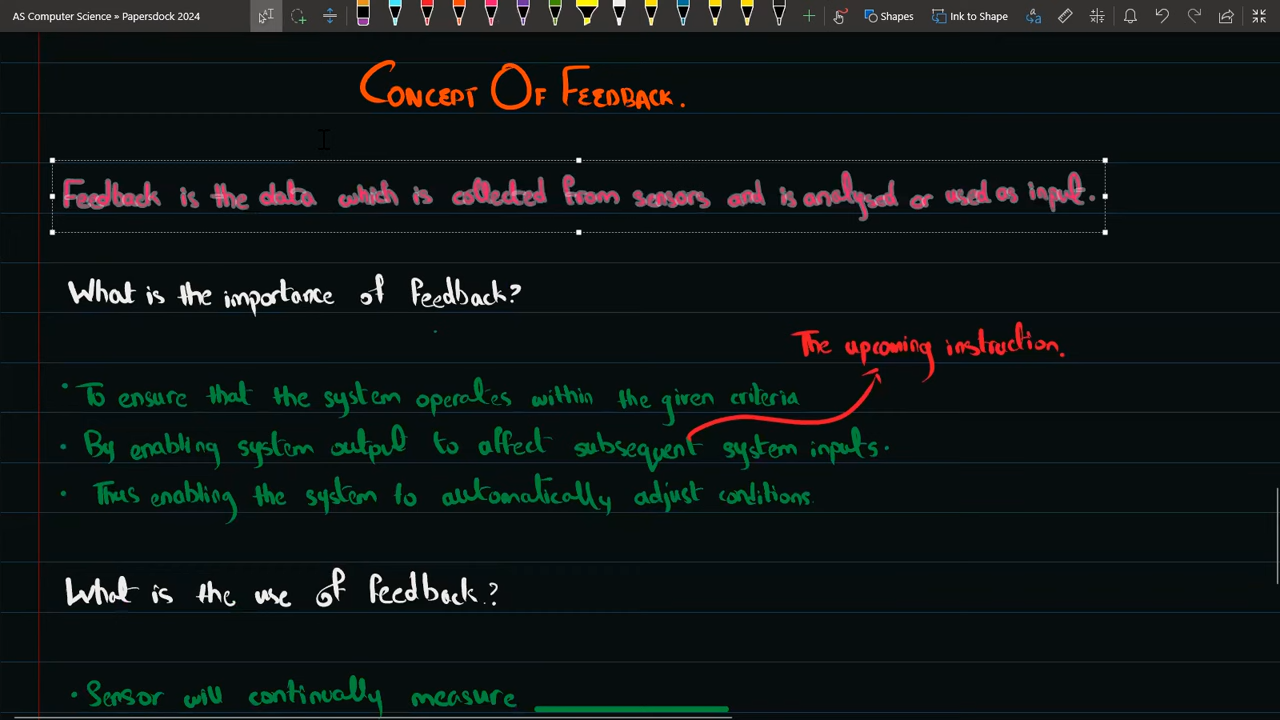 AS Computer Science » Papersdock 2024
Shapes
Ink to Shape
CONCEPT OF FEEDBACK.
Feedback is the data which is collected from sensors and is analysed or used as input.
What is the importance of feedback?
The upcoming instruction.
• To ensure that the system operates within the given criteria
• By enabling system output to affect subsequent system inputs.
• Thus enabling the system to automatically adjust conditions.
What is the use of feedback?
• Sensor will continually measure